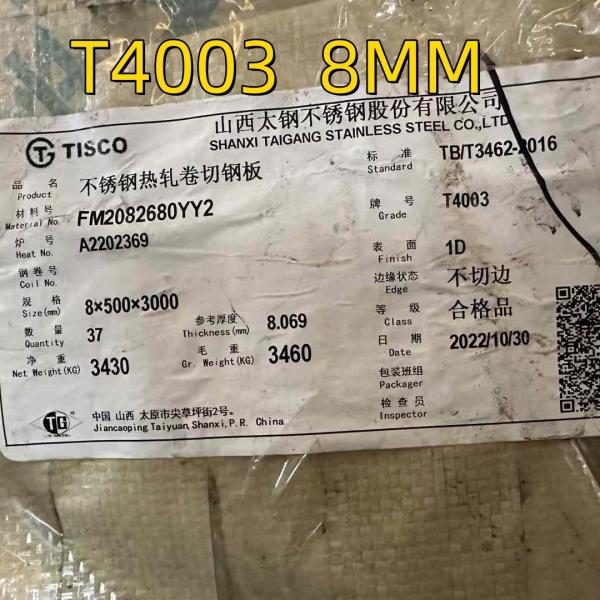 T4003 8MM
山西太钢不锈钢股份有限公司
TISCO
SHANXI TAIGANG STAINLESS STEEL CO.,LTD
标 准 Standard TB/T3462-2016
品 名 Product 不锈钢热轧卷切钢板
材料号 Material No. FM2082680YY2
牌 号 Grade T4003
炉 号 Heat No. A2202369
表 面 Finish 1D
钢卷号 Coil No.
边缘状态 Edge 不切边
规 格 Size(mm) 8×500×3000
参考厚度 Thickness(mm) 8.069
等 级 Class 合格品
数 量 Quantity 37
毛 重 Gr. Weight(KG) 3460
日 期 Date 2022/10/30
净 重 Net Weight(KG) 3430
包装班组 Packager
检 查 员 Inspector
TG
中国 山西 太原市尖草坪街2号。
Jiancaoping Taiyuan, Shanxi, P. R. China